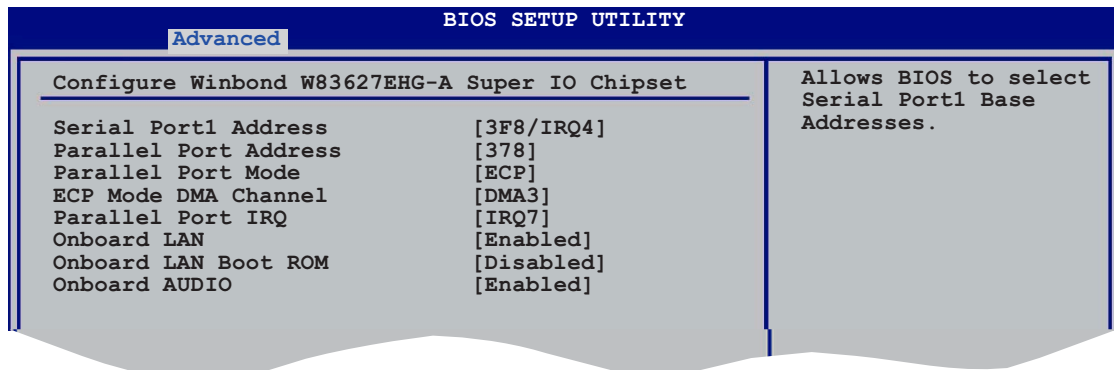 BIOS SETUP UTILITY
Advanced
Configure Winbond W83627EHG-A Super IO Chipset
Serial Port1 Address [3F8/IRQ4]
Parallel Port Address [378]
Parallel Port Mode [ECP]
ECP Mode DMA Channel [DMA3]
Parallel Port IRQ [IRQ7]
Onboard LAN [Enabled]
Onboard LAN Boot ROM [Disabled]
Onboard AUDIO [Enabled]
Allows BIOS to select
Serial Port1 Base
Addresses.